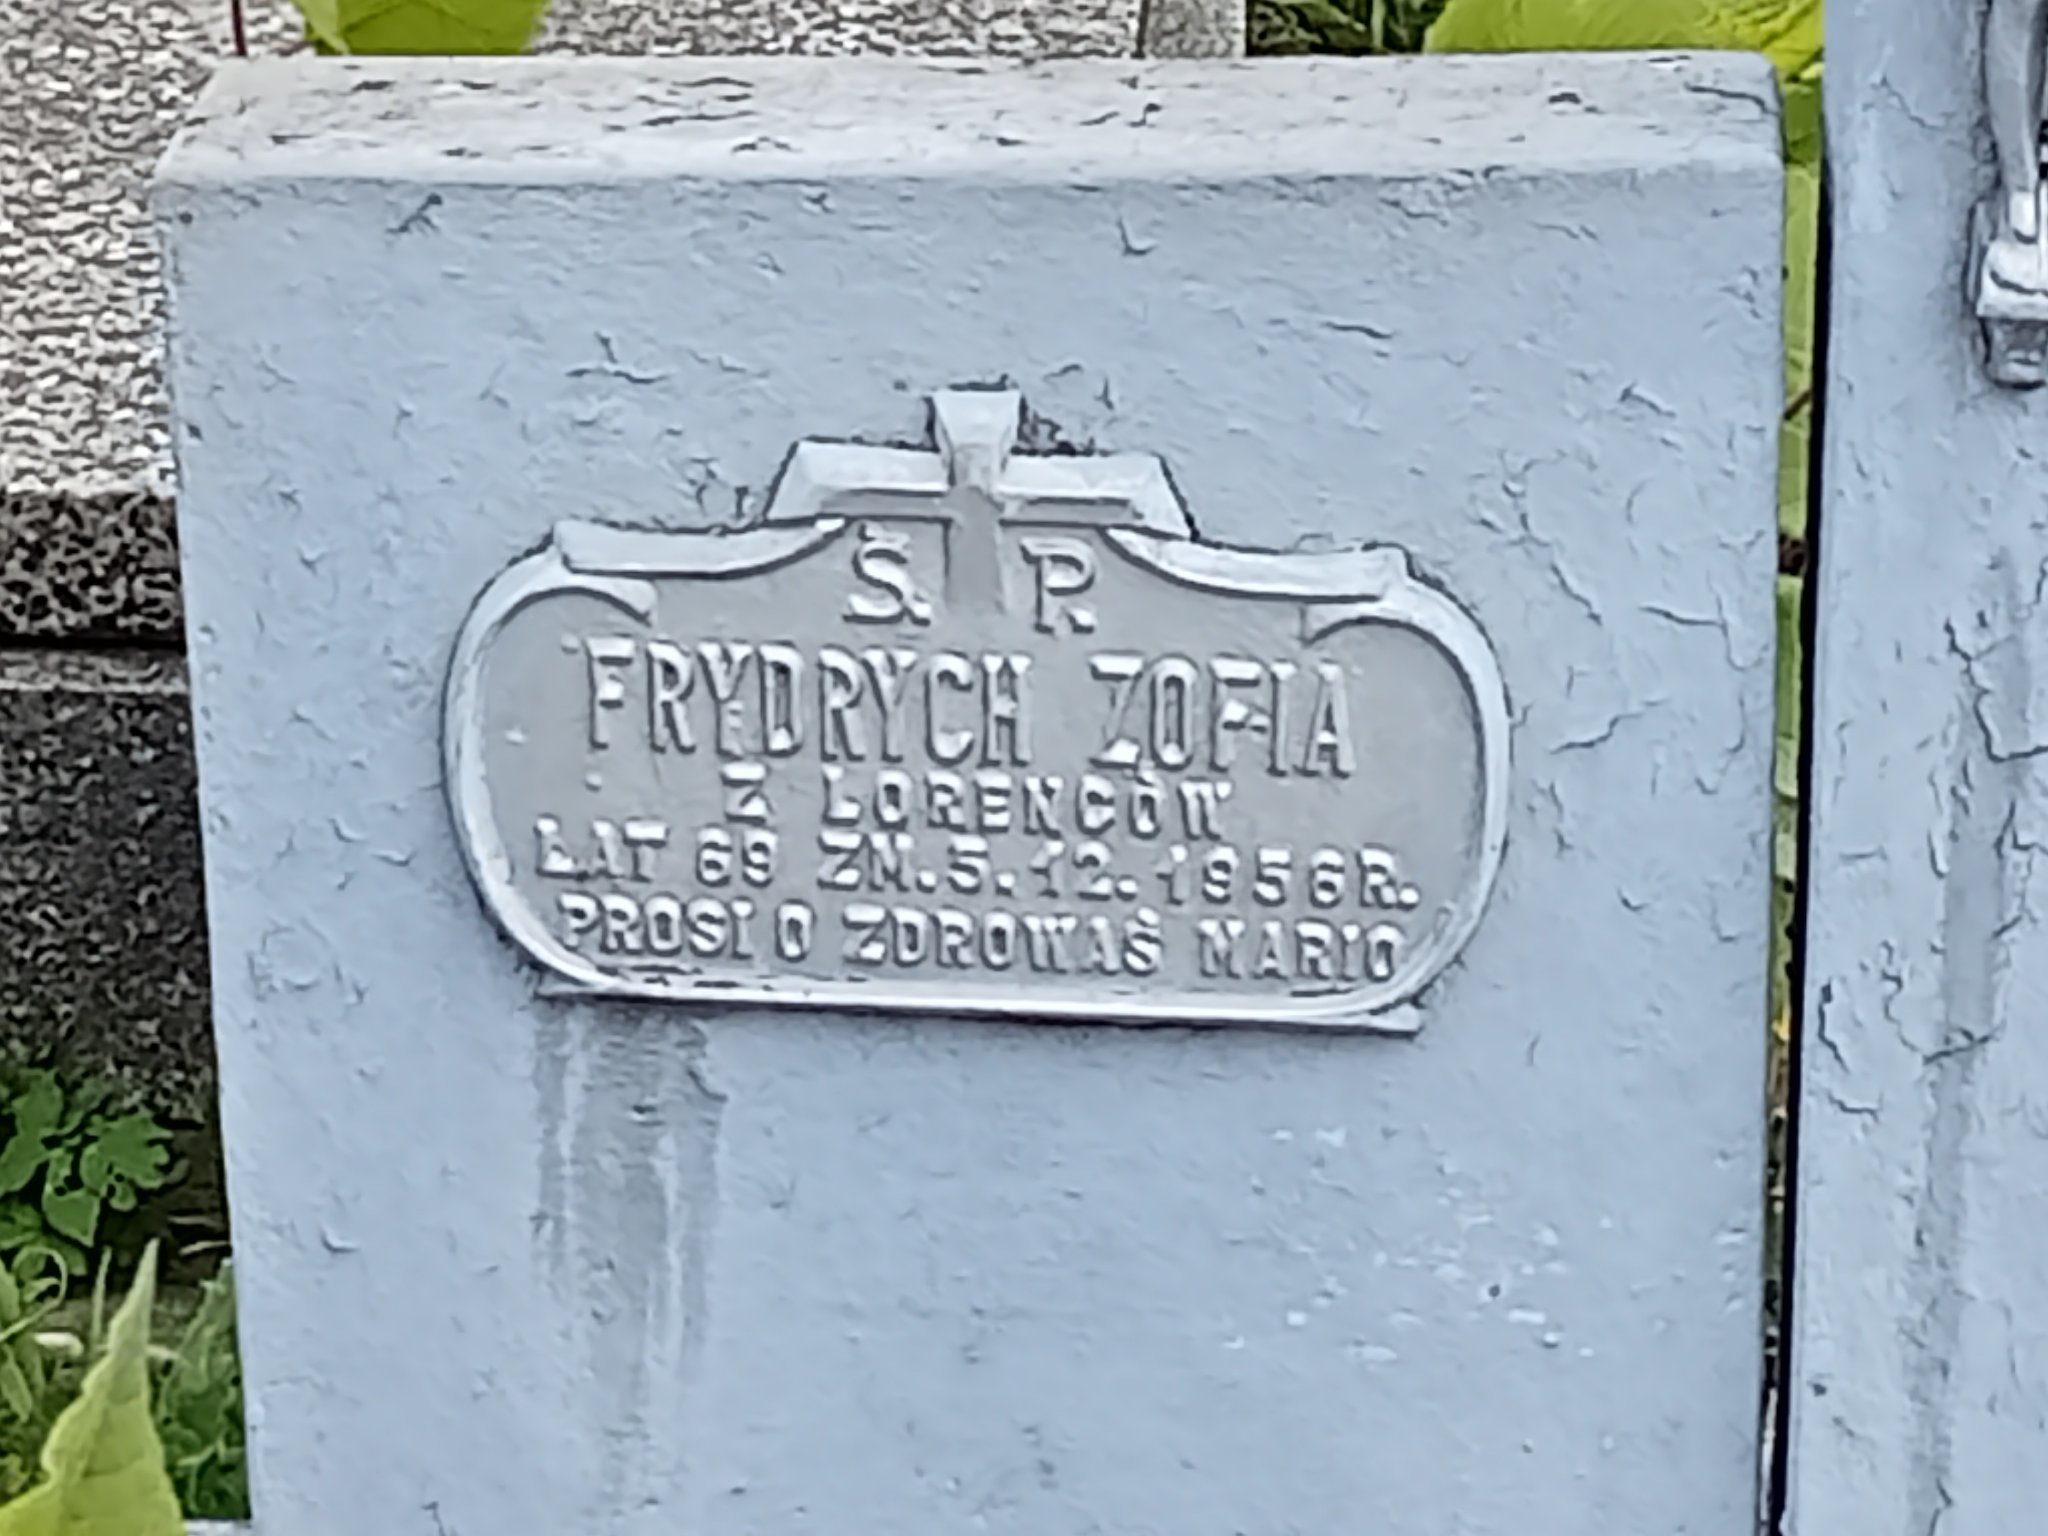 Ś. P.
FRYDRYCH ZOFIA
Z LORENCÓW
LAT 69 ZM. 5. 12. 1956 R.
PROSI O ZDROWAŚ MARIO